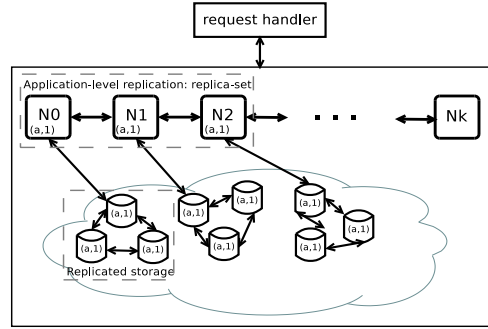 request handler
Application-level replication: replica-set
N0 N1 N2 . . . Nk
(a,1) (a,1) (a,1)
(a,1) (a,1) (a,1) (a,1)
(a,1) (a,1) (a,1) (a,1) (a,1)
Replicated storage